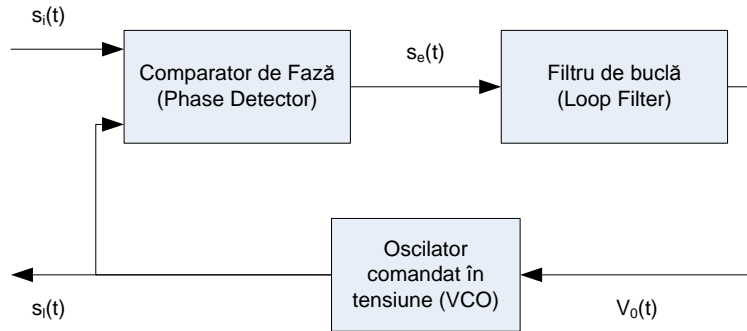 sᵢ(t)
Comparator de Fază
(Phase Detector)
sₑ(t)
Filtru de buclă
(Loop Filter)
Oscilator
comandat în
tensiune (VCO)
sₗ(t)
V₀(t)